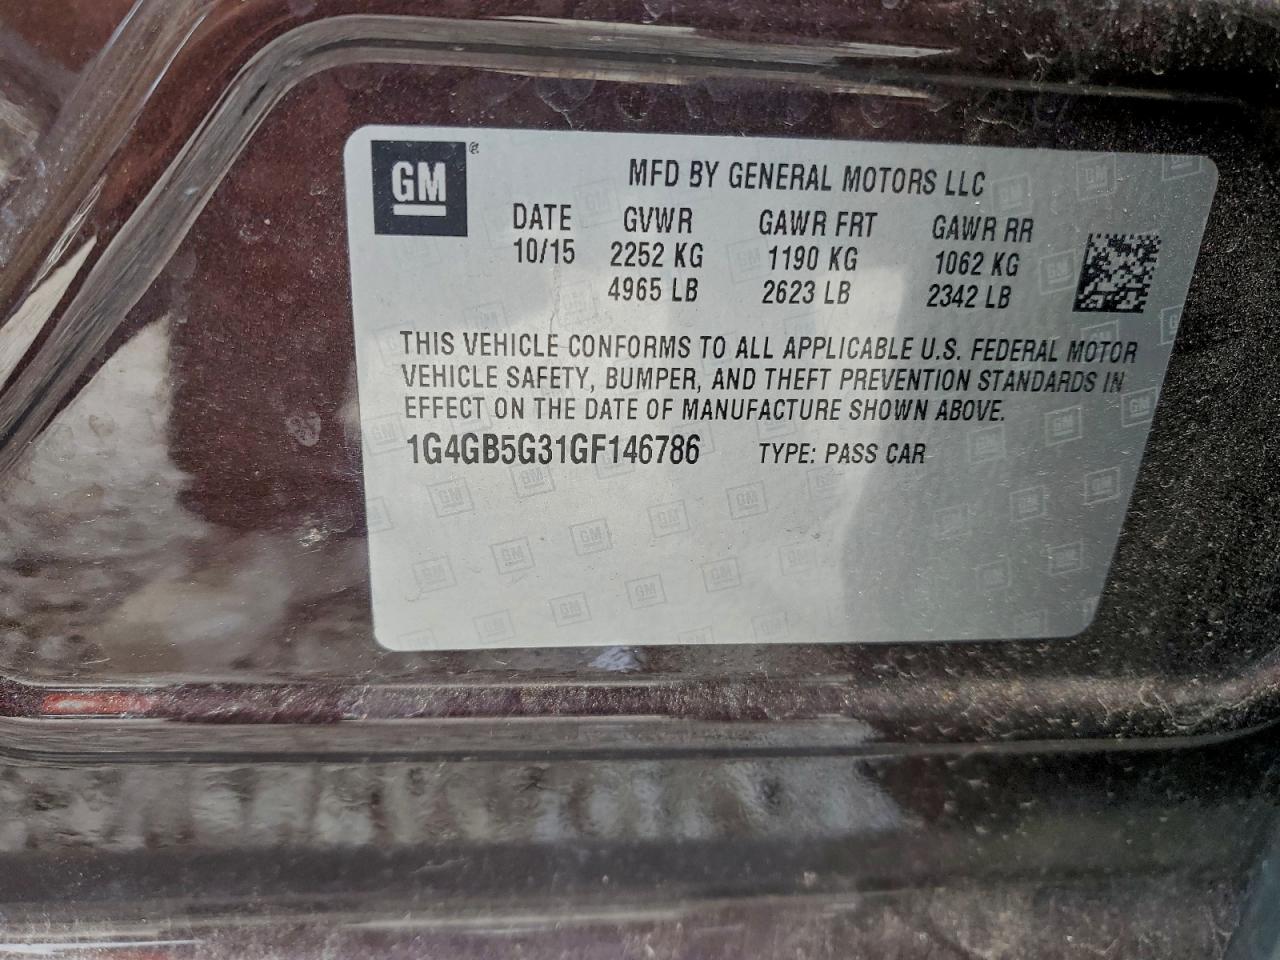 GM®
MFD BY GENERAL MOTORS LLC
DATE GVWR GAWR FRT GAWR RR
10/15 2252 KG 1190 KG 1062 KG
4965 LB 2623 LB 2342 LB
THIS VEHICLE CONFORMS TO ALL APPLICABLE U.S. FEDERAL MOTOR
VEHICLE SAFETY, BUMPER, AND THEFT PREVENTION STANDARDS IN
EFFECT ON THE DATE OF MANUFACTURE SHOWN ABOVE.
1G4GB5G31GF146786 TYPE: PASS CAR